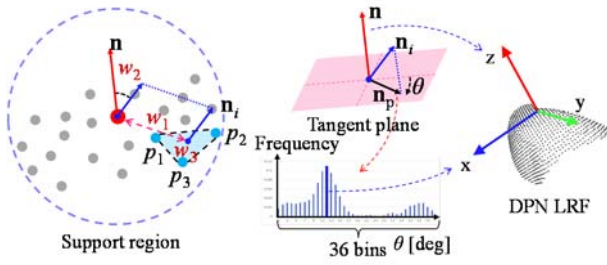 n
w₂
w₁
nᵢ
p₁
w₃
p₂
p₃
Support region
n
nᵢ
nₚ
θ
Tangent plane
Frequency
36 bins
θ [deg]
z
y
x
DPN LRF